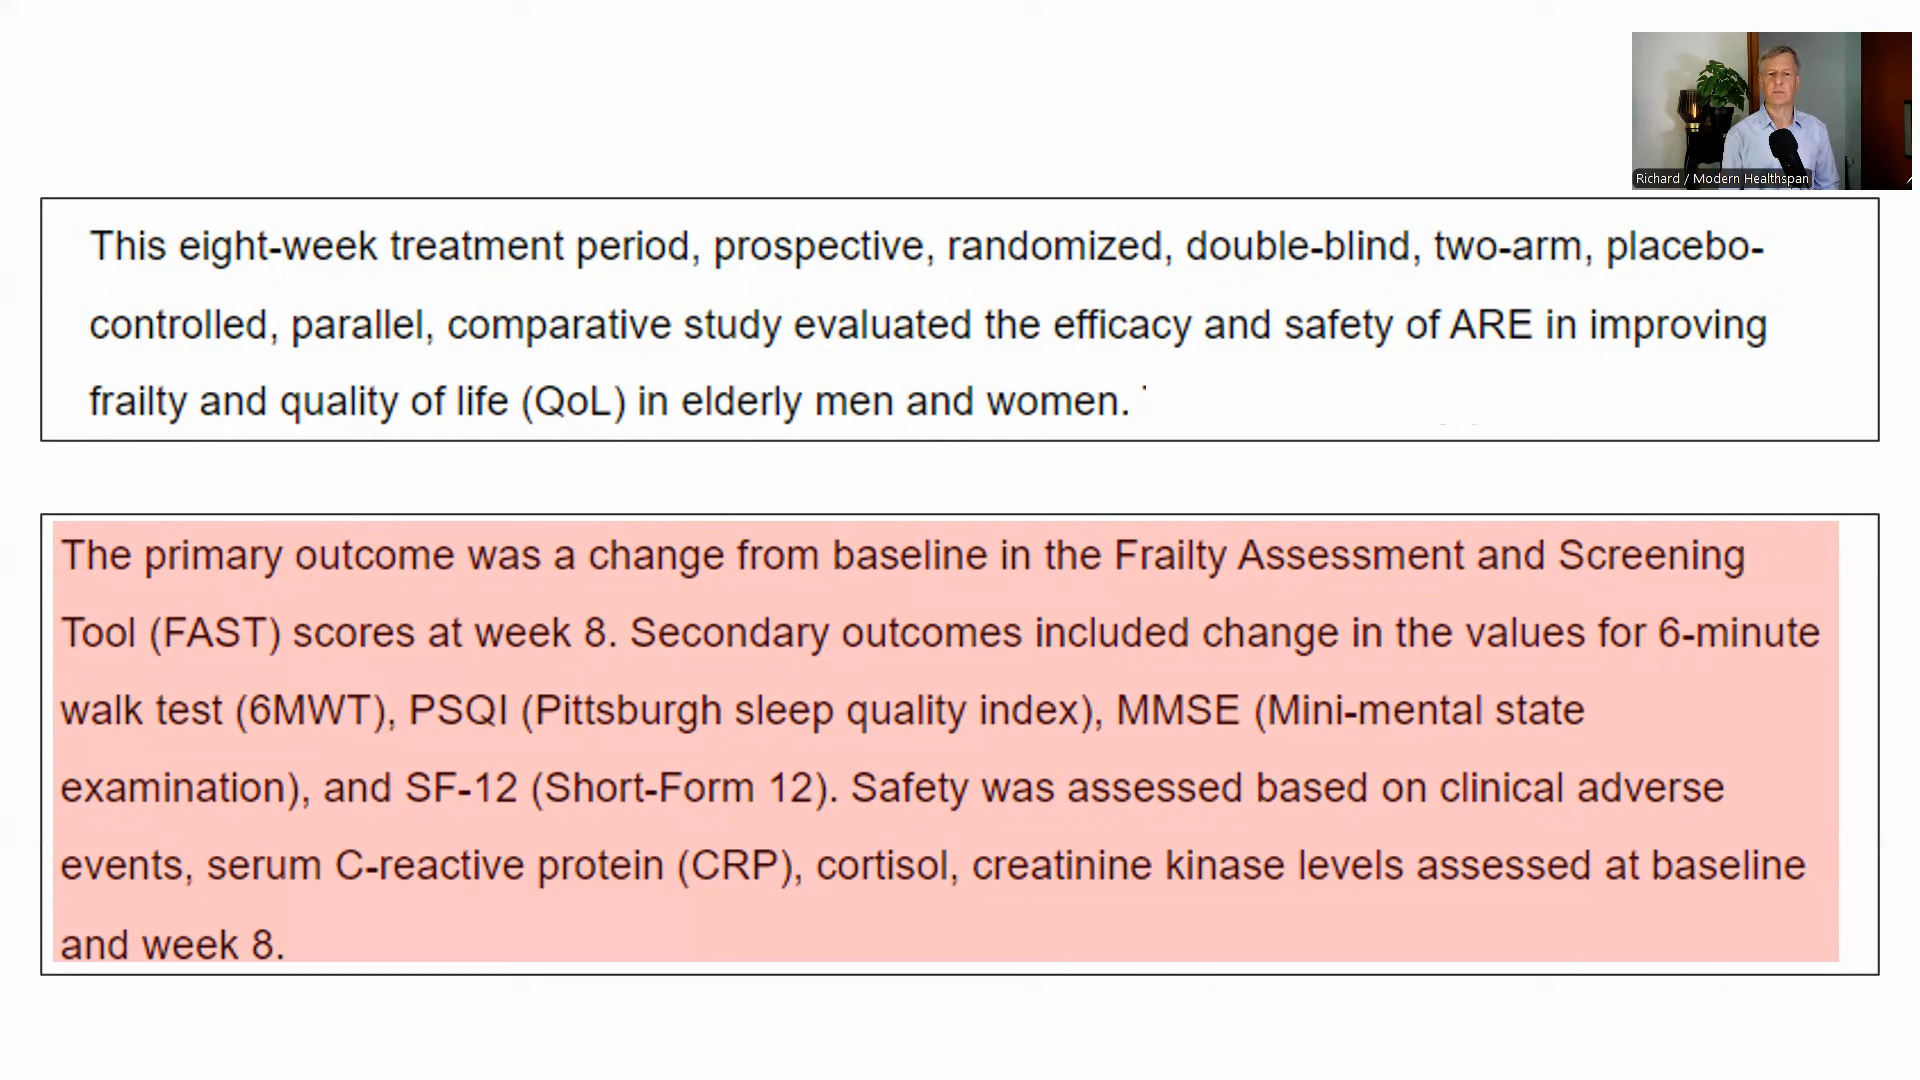 Richard / Modern Healthspan
This eight-week treatment period, prospective, randomized, double-blind, two-arm, placebo-
controlled, parallel, comparative study evaluated the efficacy and safety of ARE in improving
frailty and quality of life (QoL) in elderly men and women.
The primary outcome was a change from baseline in the Frailty Assessment and Screening
Tool (FAST) scores at week 8. Secondary outcomes included change in the values for 6-minute
walk test (6MWT), PSQI (Pittsburgh sleep quality index), MMSE (Mini-mental state
examination), and SF-12 (Short-Form 12). Safety was assessed based on clinical adverse
events, serum C-reactive protein (CRP), cortisol, creatinine kinase levels assessed at baseline
and week 8.